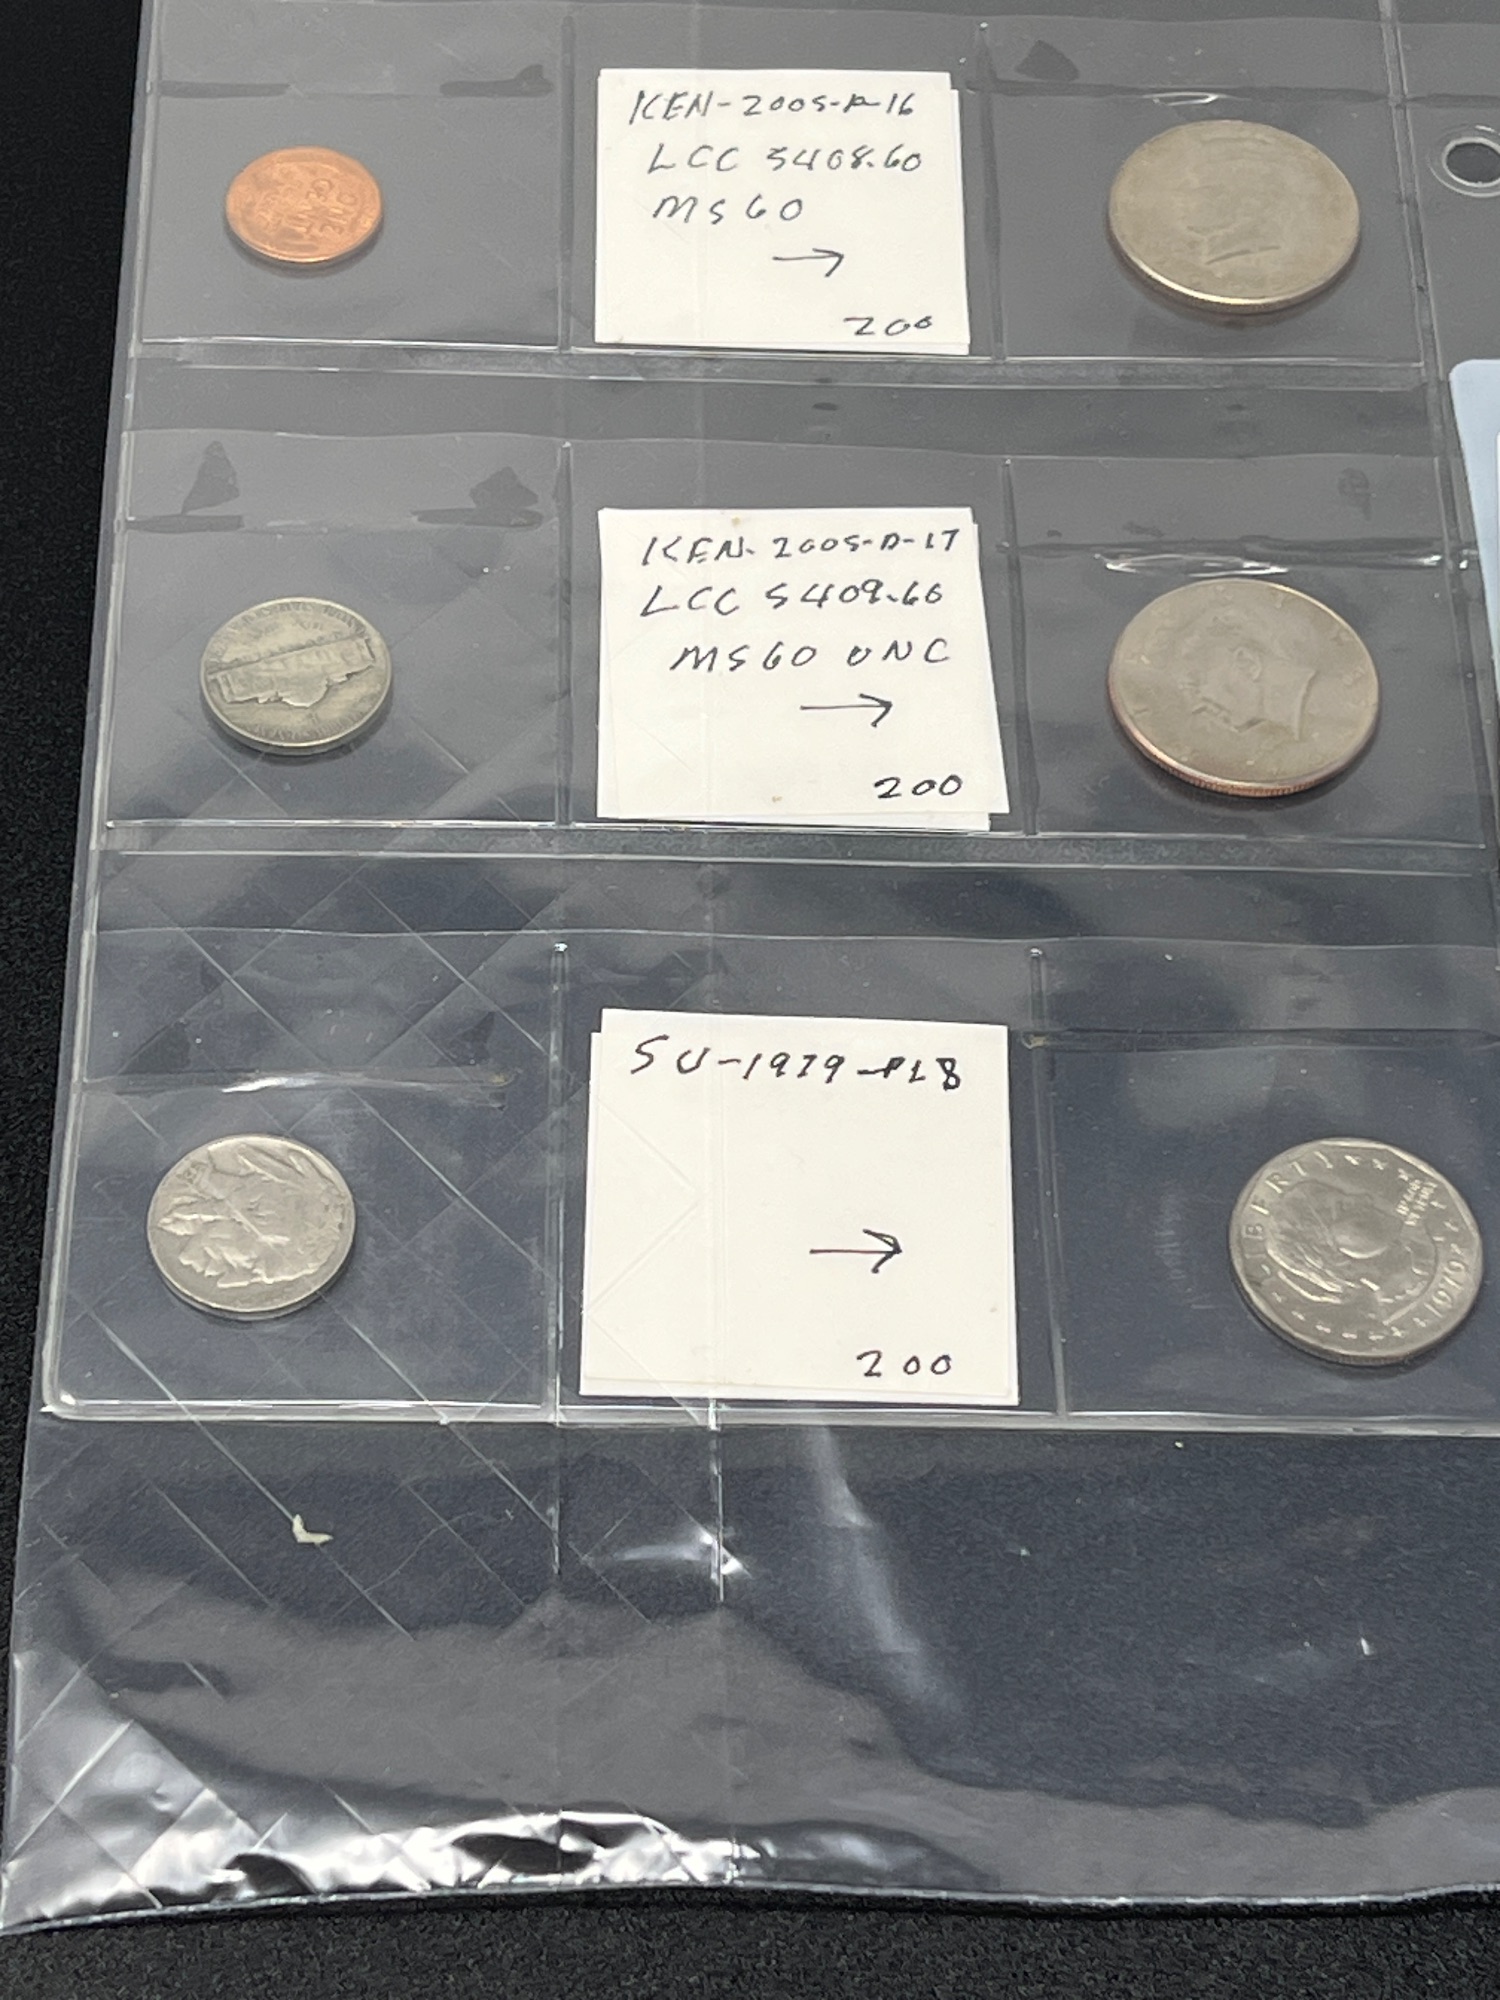 KEN-2005-P-16
LCC 5408.60
MS60
→
200
KEN-2005-D-17
LCC 5409.60
MS60 UNC
→
200
SU-1979-PL8
→
200
LIBERTY
1979